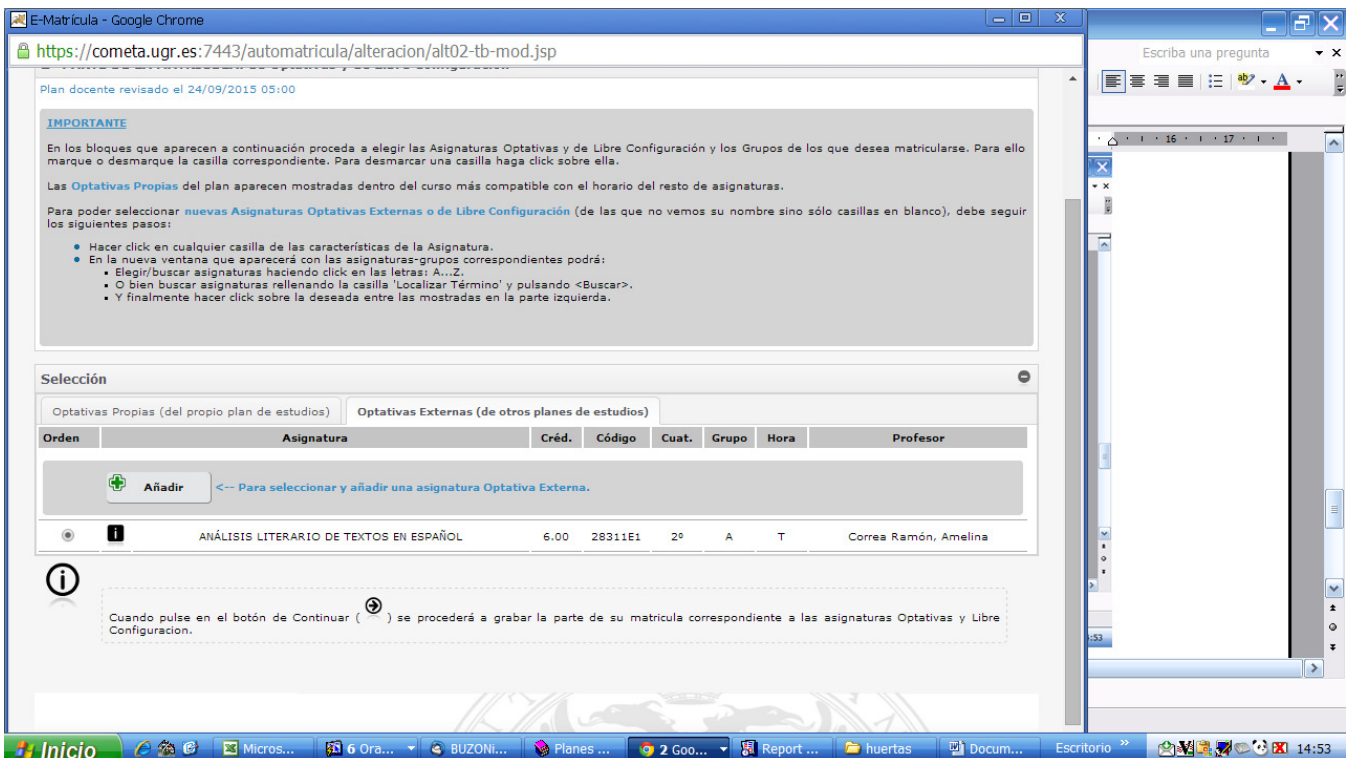 E-Matrícula - Google Chrome
https://cometa.ugr.es:7443/automatricula/alteracion/alt02-tb-mod.jsp
Escriba una pregunta
Plan docente revisado el 24/09/2015 05:00
16 17
IMPORTANTE
En los bloques que aparecen a continuación proceda a elegir las Asignaturas Optativas y de Libre Configuración y los Grupos de los que desea matricularse. Para ello
marque o desmarque la casilla correspondiente. Para desmarcar una casilla haga click sobre ella.
Las Optativas Propias del plan aparecen mostradas dentro del curso más compatible con el horario del resto de asignaturas.
Para poder seleccionar nuevas Asignaturas Optativas Externas o de Libre Configuración (de las que no vemos su nombre sino sólo casillas en blanco), debe seguir
los siguientes pasos:
Hacer click en cualquier casilla de las características de la Asignatura.
En la nueva ventana que aparecerá con las asignaturas-grupos correspondientes podrá:
Elegir/buscar asignaturas haciendo click en las letras: A...Z.
O bien buscar asignaturas rellenando la casilla 'Localizar Término' y pulsando <Buscar>.
Y finalmente hacer click sobre la deseada entre las mostradas en la parte izquierda.
Selección
Optativas Propias (del propio plan de estudios) Optativas Externas (de otros planes de estudios)
Orden Asignatura Créd. Código Cuat. Grupo Hora Profesor
Añadir <-- Para seleccionar y añadir una asignatura Optativa Externa.
ANÁLISIS LITERARIO DE TEXTOS EN ESPAÑOL 6.00 28311E1 2º A T Correa Ramón, Amelina
Cuando pulse en el botón de Continuar ( ) se procederá a grabar la parte de su matricula correspondiente a las asignaturas Optativas y Libre
Configuracion.
:53
Inicio Micros... 6 Ora... BUZONi... Planes ... 2 Goo... Report ... huertas Docum... Escritorio » 14:53